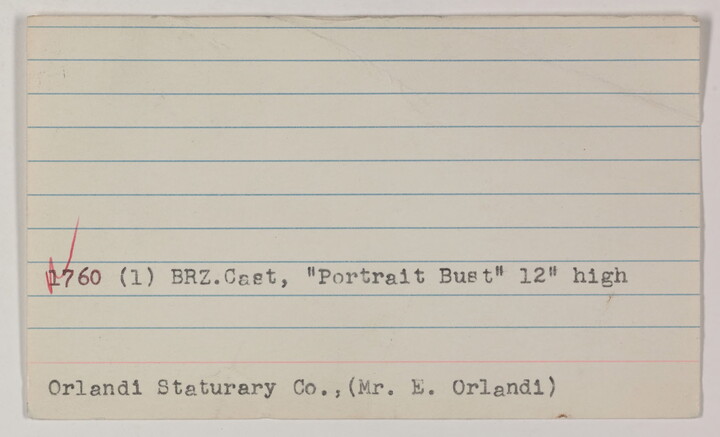 1760 (1) BRZ.Cast, "Portrait Bust" 12" high
Orlandi Staturary Co.,(Mr. E. Orlandi)